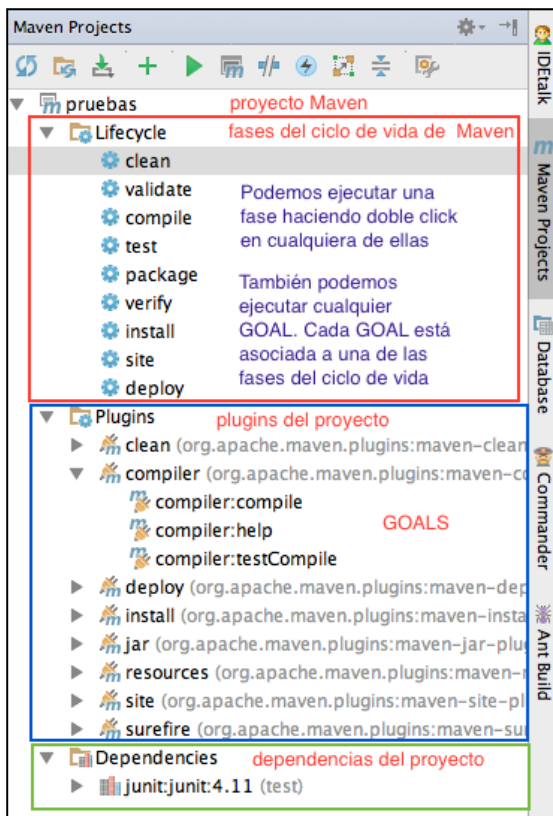 Maven Projects
pruebas
proyecto Maven
Lifecycle
fases del ciclo de vida de Maven
clean
validate
compile
test
package
verify
install
site
deploy
Podemos ejecutar una
fase haciendo doble click
en cualquiera de ellas
También podemos
ejecutar cualquier
GOAL. Cada GOAL está
asociada a una de las
fases del ciclo de vida
Plugins
plugins del proyecto
clean (org.apache.maven.plugins:maven-clean
compiler (org.apache.maven.plugins:maven-co
compiler:compile
compiler:help
compiler:testCompile
GOALS
deploy (org.apache.maven.plugins:maven-dep
install (org.apache.maven.plugins:maven-insta
jar (org.apache.maven.plugins:maven-jar-plug
resources (org.apache.maven.plugins:maven-r
site (org.apache.maven.plugins:maven-site-pl
surefire (org.apache.maven.plugins:maven-sur
Dependencies
dependencias del proyecto
junit:junit:4.11 (test)
IDEtalk
Maven Projects
Database
Commander
Ant Build